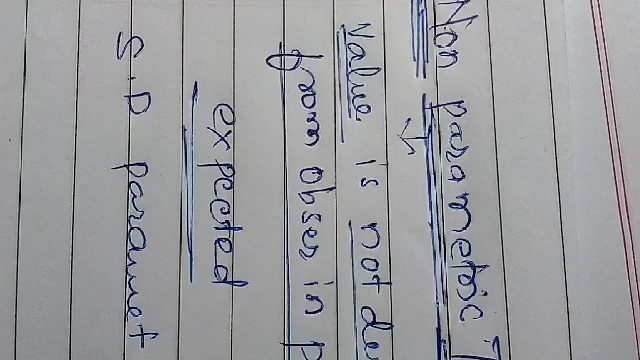 Non parametric T
value is not de
from obser in p
expected
S.D paramet